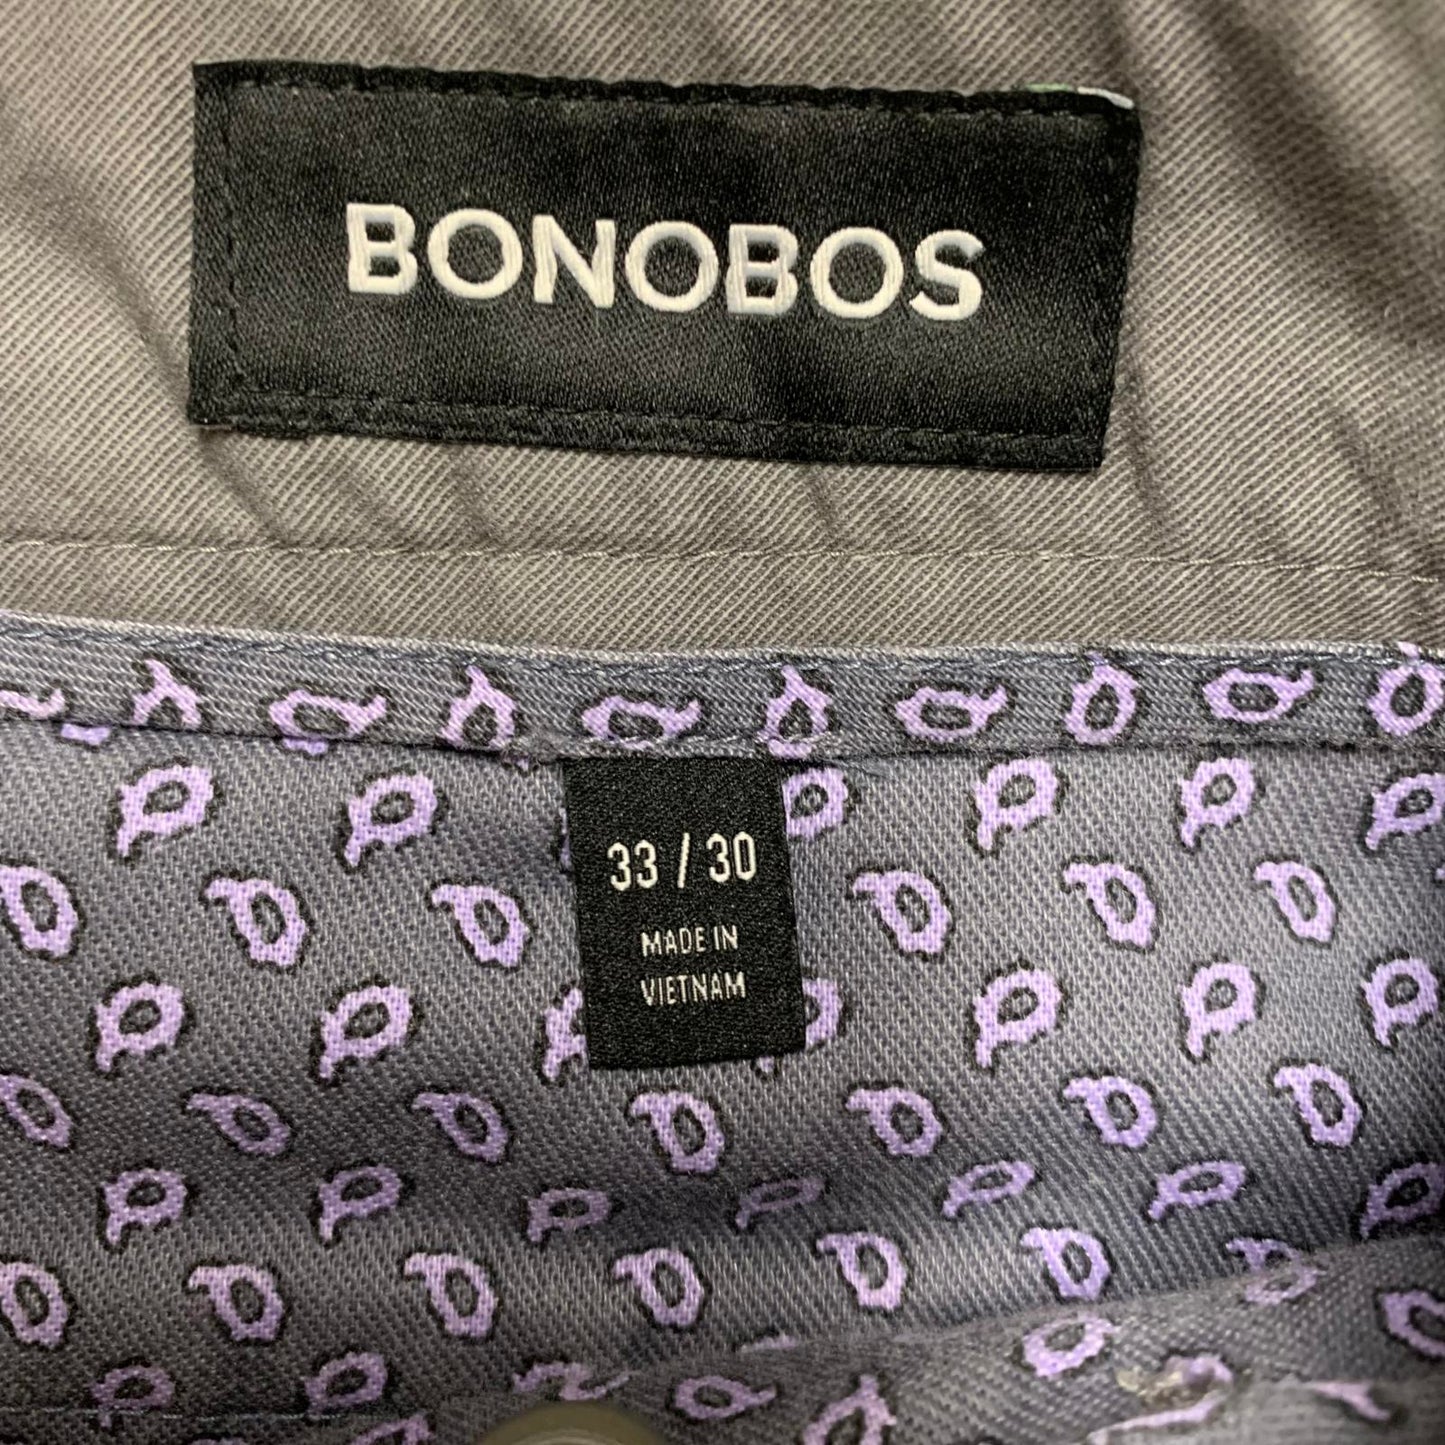 BONOBOS
33 / 30
MADE IN
VIETNAM